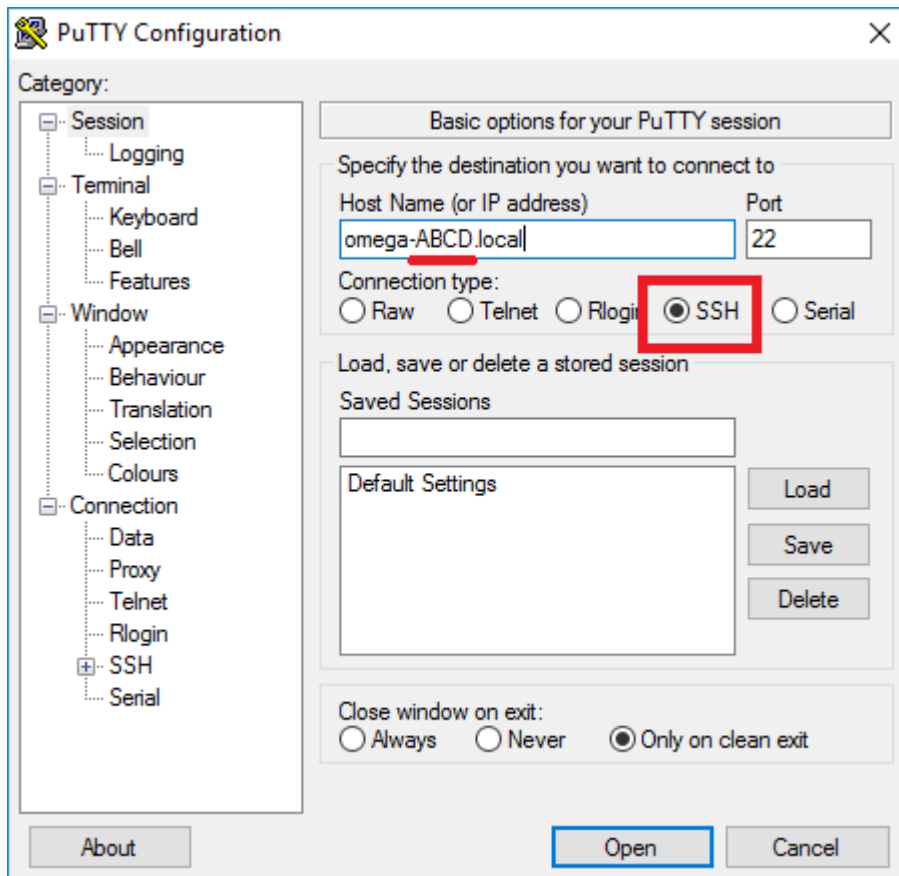 PuTTY Configuration
Category:
Session
Logging
Terminal
Keyboard
Bell
Features
Window
Appearance
Behaviour
Translation
Selection
Colours
Connection
Data
Proxy
Telnet
Rlogin
SSH
Serial
Basic options for your PuTTY session
Specify the destination you want to connect to
Host Name (or IP address) Port
omega-ABCD.local 22
Connection type:
Raw Telnet Rlogin SSH Serial
Load, save or delete a stored session
Saved Sessions
Default Settings
Load
Save
Delete
Close window on exit:
Always Never Only on clean exit
About Open Cancel